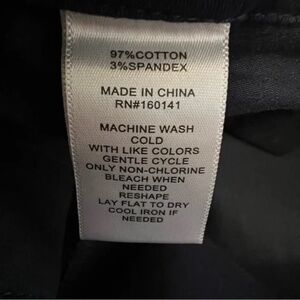 97%COTTON
3%SPANDEX
MADE IN CHINA
RN#160141
MACHINE WASH
COLD
WITH LIKE COLORS
GENTLE CYCLE
ONLY NON-CHLORINE
BLEACH WHEN
NEEDED
RESHAPE
LAY FLAT TO DRY
COOL IRON IF
NEEDED